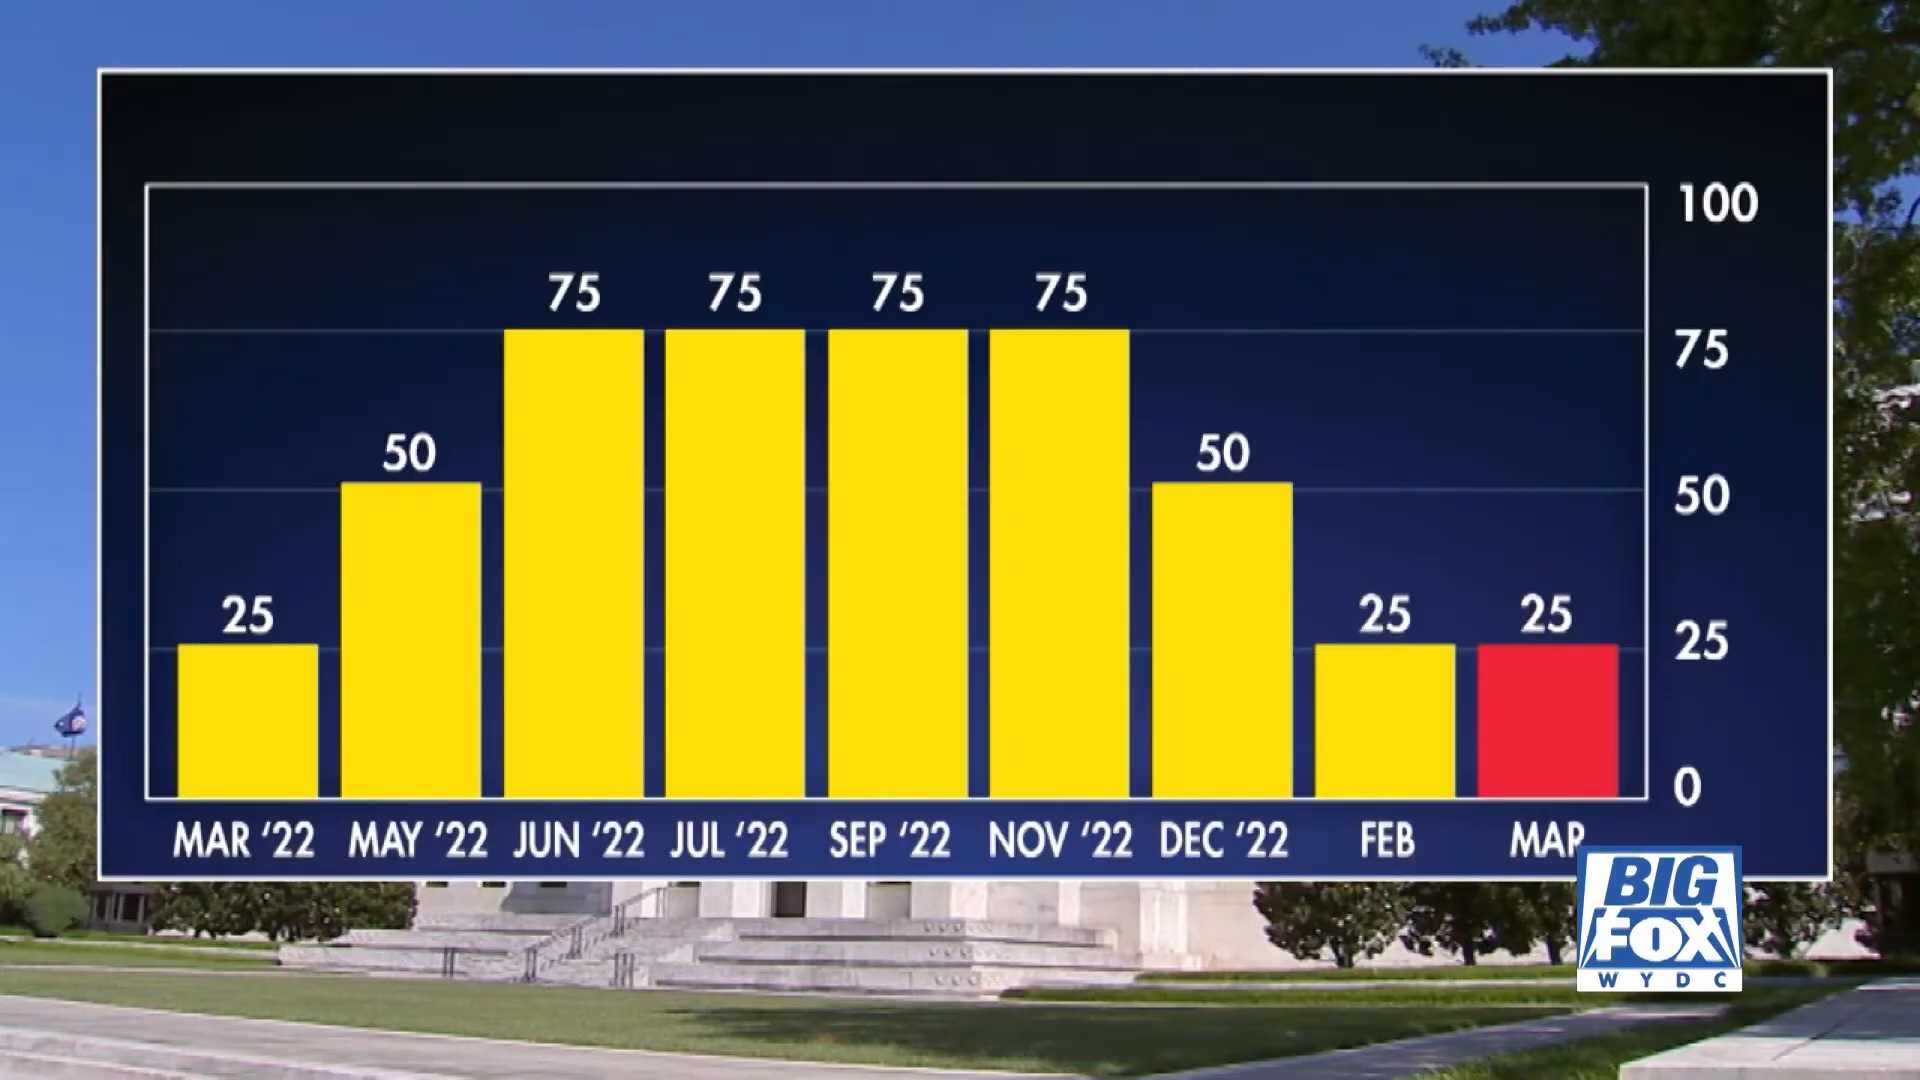 100
75 75 75 75
75
50 50
50
25 25 25
25
0
MAR ‘22 MAY ‘22 JUN ‘22 JUL ‘22 SEP ‘22 NOV ‘22 DEC ‘22 FEB MAR
BIG
FOX
WYDC